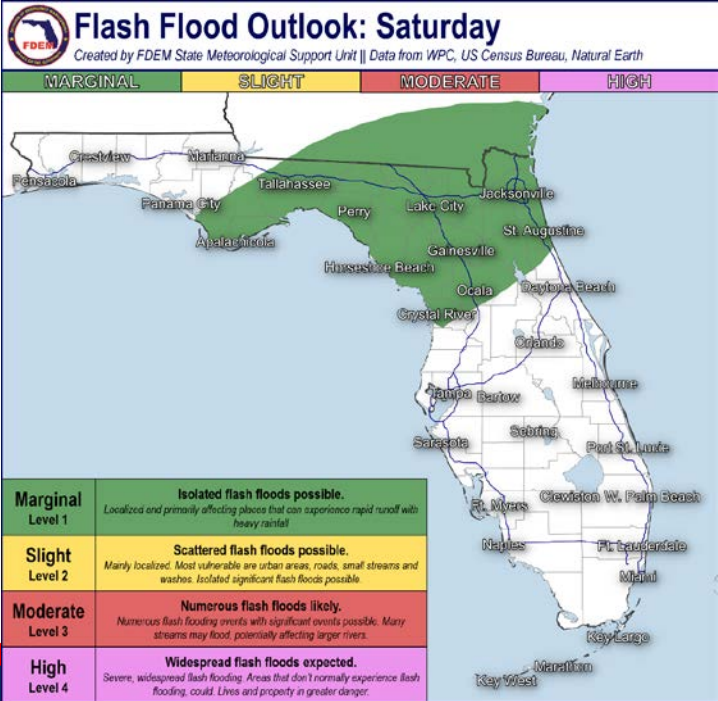 Flash Flood Outlook: Saturday
FDEM
Created by FDEM State Meteorological Support Unit || Data from WPC, US Census Bureau, Natural Earth
MARGINAL SLIGHT MODERATE HIGH
Crestview
Marianna
Pensacola
Panama City
Tallahassee
Apalachicola
Perry
Lake City
Jacksonville
St. Augustine
Gainesville
Horseshoe Beach
Ocala
Daytona Beach
Crystal River
Orlando
Tampa
Bartow
Melbourne
Sebring
Sarasota
Port St. Lucie
Ft. Myers
Clewiston
W. Palm Beach
Naples
Ft. Lauderdale
Miami
Key Largo
Marathon
Key West
Marginal
Level 1
Isolated flash floods possible.
Localized and primarily affecting places that can experience rapid runoff with
heavy rainfall
Slight
Level 2
Scattered flash floods possible.
Mainly localized. Most vulnerable are urban areas, roads, small streams and
washes. Isolated significant flash floods possible.
Moderate
Level 3
Numerous flash floods likely.
Numerous flash flooding events with significant events possible. Many
streams may flood, potentially affecting larger rivers.
High
Level 4
Widespread flash floods expected.
Severe, widespread flash flooding. Areas that don't normally experience flash
flooding, could. Lives and property in greater danger.